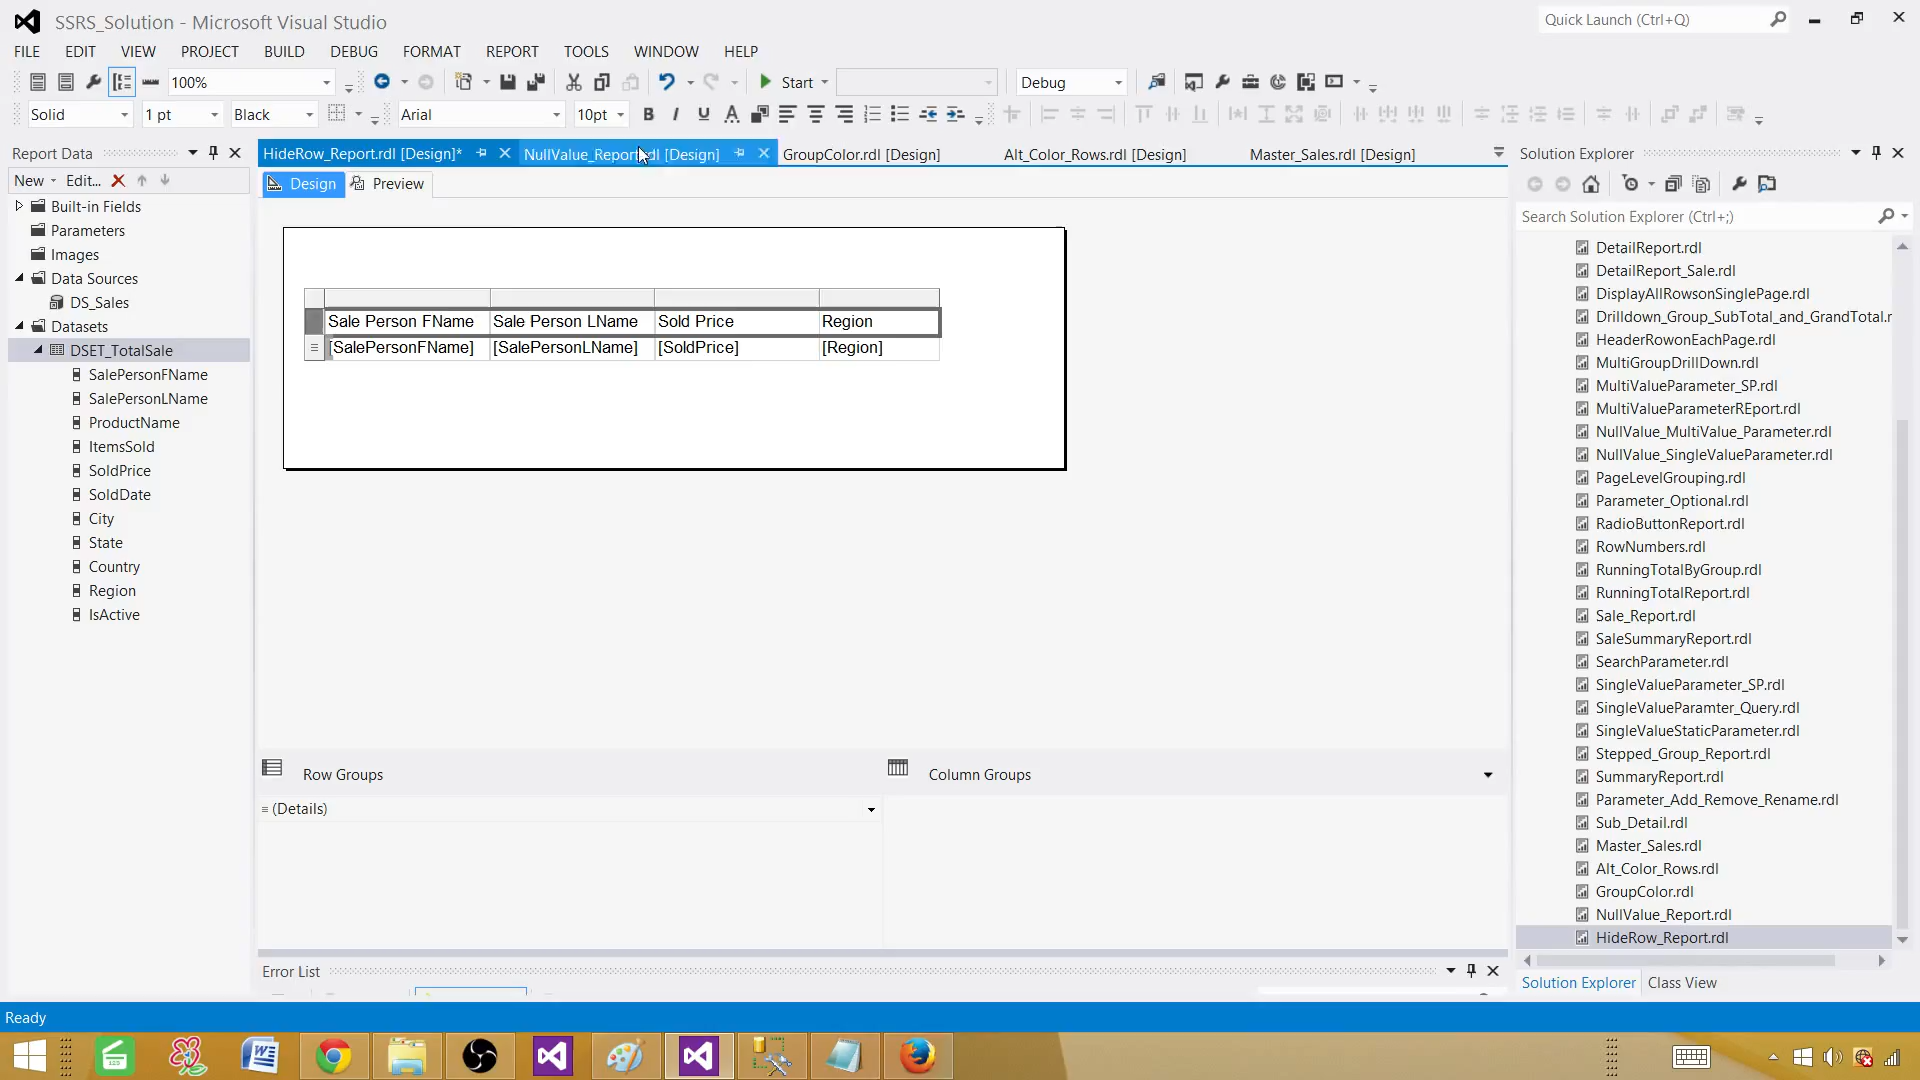 SSRS_Solution - Microsoft Visual Studio
Quick Launch (Ctrl+Q)
FILE EDIT VIEW PROJECT BUILD DEBUG FORMAT REPORT TOOLS WINDOW HELP
100% Start Debug
Solid 1 pt Black Arial 10pt B I U A
Report Data
HideRow_Report.rdl [Design]* NullValue_Report.rdl [Design] GroupColor.rdl [Design] Alt_Color_Rows.rdl [Design] Master_Sales.rdl [Design]
Solution Explorer
New Edit...
Design Preview
Search Solution Explorer (Ctrl+;)
Built-in Fields
Parameters
Images
Data Sources
DS_Sales
Datasets
DSET_TotalSale
SalePersonFName
SalePersonLName
ProductName
ItemsSold
SoldPrice
SoldDate
City
State
Country
Region
IsActive
Sale Person FName Sale Person LName Sold Price Region
[SalePersonFName] [SalePersonLName] [SoldPrice] [Region]
Row Groups
Column Groups
(Details)
Error List
DetailReport.rdl
DetailReport_Sale.rdl
DisplayAllRowsonSinglePage.rdl
Drilldown_Group_SubTotal_and_GrandTotal.r
HeaderRowonEachPage.rdl
MultiGroupDrillDown.rdl
MultiValueParameter_SP.rdl
MultiValueParameterREport.rdl
NullValue_MultiValue_Parameter.rdl
NullValue_SingleValueParameter.rdl
PageLevelGrouping.rdl
Parameter_Optional.rdl
RadioButtonReport.rdl
RowNumbers.rdl
RunningTotalByGroup.rdl
RunningTotalReport.rdl
Sale_Report.rdl
SaleSummaryReport.rdl
SearchParameter.rdl
SingleValueParameter_SP.rdl
SingleValueParamter_Query.rdl
SingleValueStaticParameter.rdl
Stepped_Group_Report.rdl
SummaryReport.rdl
Parameter_Add_Remove_Rename.rdl
Sub_Detail.rdl
Master_Sales.rdl
Alt_Color_Rows.rdl
GroupColor.rdl
NullValue_Report.rdl
HideRow_Report.rdl
Solution Explorer Class View
Ready